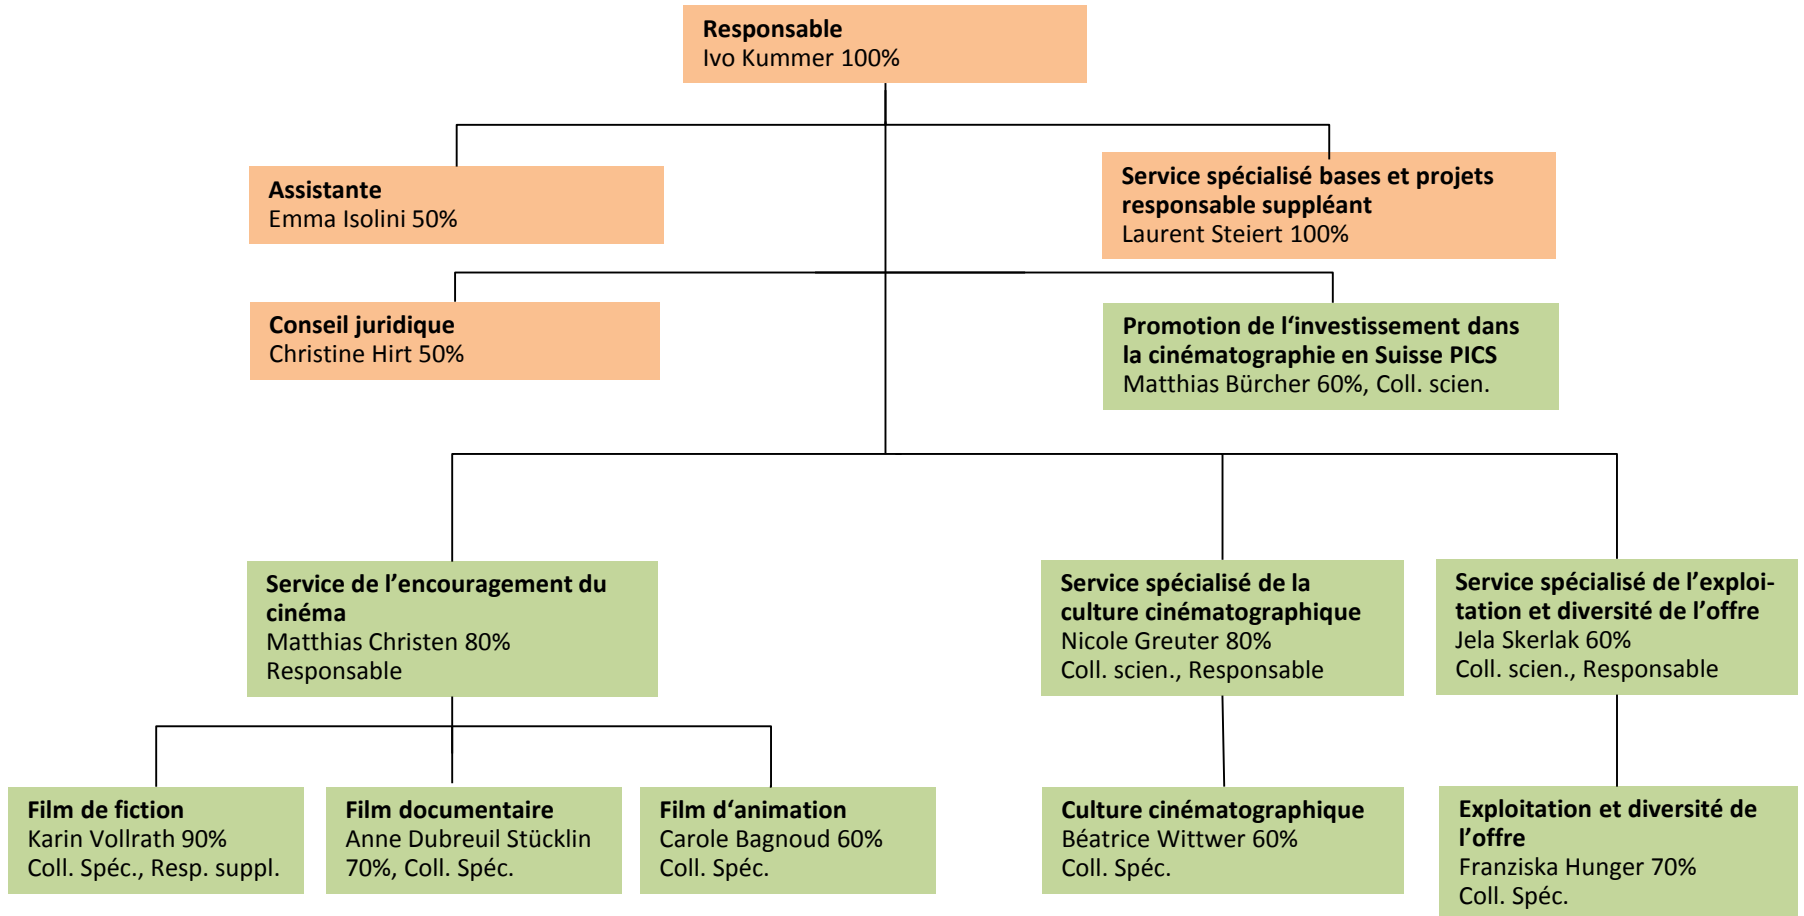 Responsable
Ivo Kummer 100%
Assistante
Emma Isolini 50%
Service spécialisé bases et projets
responsable suppléant
Laurent Steiert 100%
Conseil juridique
Christine Hirt 50%
Promotion de l‘investissement dans
la cinématographie en Suisse PICS
Matthias Bürcher 60%, Coll. scien.
Service de l’encouragement du
cinéma
Matthias Christen 80%
Responsable
Service spécialisé de la
culture cinématographique
Nicole Greuter 80%
Coll. scien., Responsable
Service spécialisé de l’exploi-
tation et diversité de l’offre
Jela Skerlak 60%
Coll. scien., Responsable
Film de fiction
Karin Vollrath 90%
Coll. Spéc., Resp. suppl.
Film documentaire
Anne Dubreuil Stücklin
70%, Coll. Spéc.
Film d‘animation
Carole Bagnoud 60%
Coll. Spéc.
Culture cinématographique
Béatrice Wittwer 60%
Coll. Spéc.
Exploitation et diversité de
l’offre
Franziska Hunger 70%
Coll. Spéc.